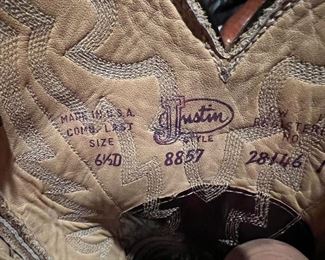 MADE IN U.S.A.
COMB. LAST
SIZE
6½D
Justin
STYLE
8857
REGISTERED
NO.
28146